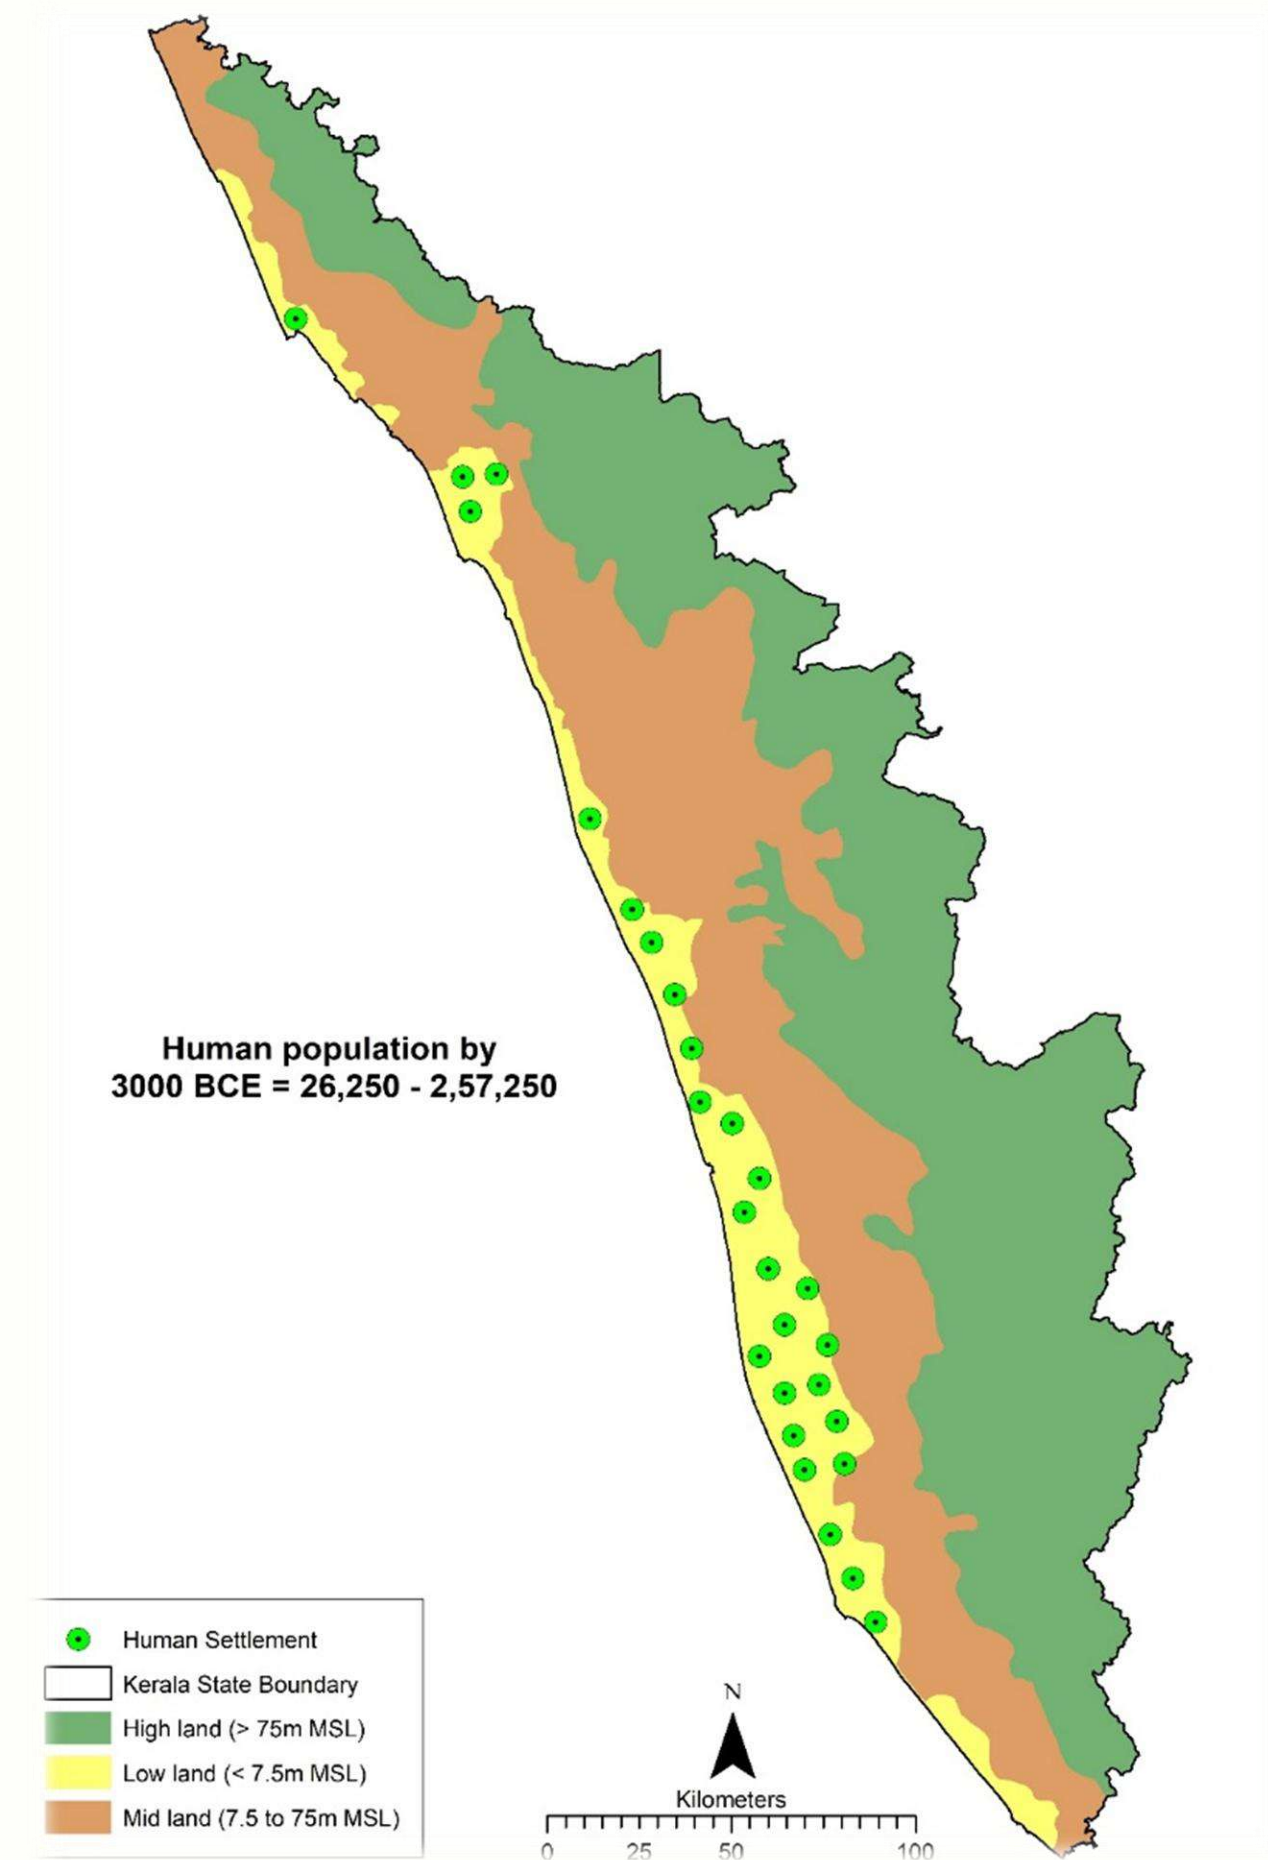 Human population by
3000 BCE = 26,250 - 2,57,250
Human Settlement
Kerala State Boundary
High land (> 75m MSL)
Low land (< 7.5m MSL)
Mid land (7.5 to 75m MSL)
N
Kilometers
0 25 50 100